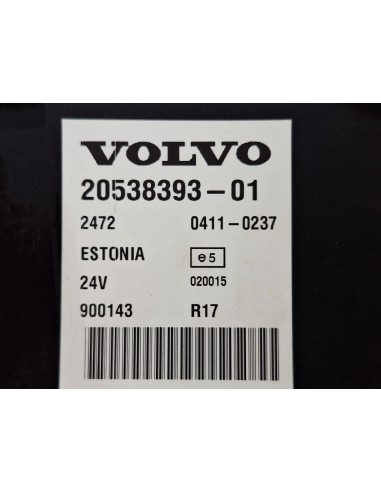 VOLVO
20538393-01
2472 0411-0237
ESTONIA e5
24V 020015
900143 R17